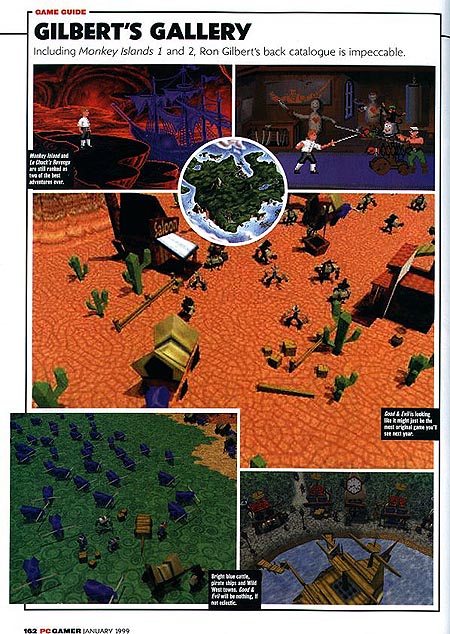 GAME GUIDE
GILBERT'S GALLERY
Including Monkey Islands 1 and 2, Ron Gilbert's back catalogue is impeccable.
Monkey Island and
Le Chuck's Revenge
are still ranked as
two of the best
adventures ever.
Saloon
Good & Evil is looking
like it might just be the
most original game you'll
see next year.
Bright blue cattle,
pirate ships and Wild
West towns. Good &
Evil will be nothing, if
not eclectic.
162 PC GAMER JANUARY 1999